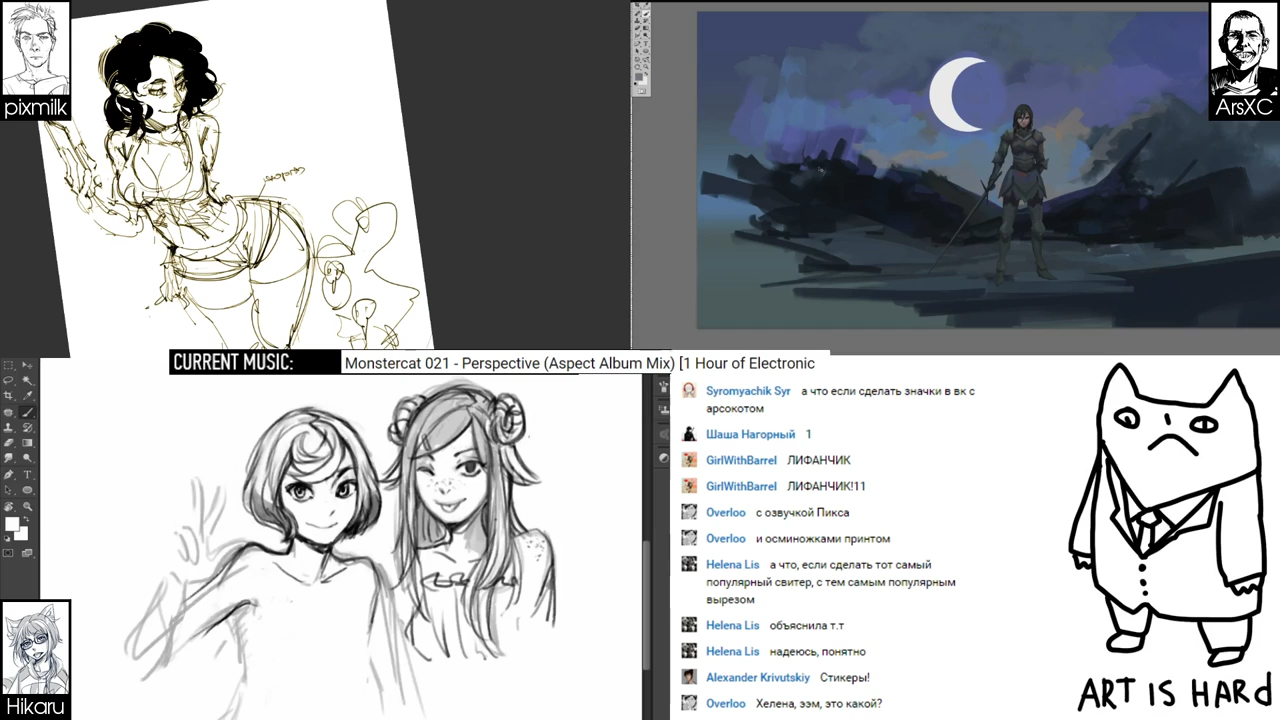 pixmilk
ArsXC
CURRENT MUSIC:
Monstercat 021 - Perspective (Aspect Album Mix) [1 Hour of Electronic
Syromyachik Syr а что если сделать значки в вк с
арсокотом
Шаша Нагорный 1
GirlWithBarrel ЛИФАНЧИК
GirlWithBarrel ЛИФАНЧИК!11
Overloo с озвучкой Пикса
Overloo и осминожками принтом
Helena Lis а что, если сделать тот самый
популярный свитер, с тем самым популярным
вырезом
Helena Lis объяснила т.т
Helena Lis надеюсь, понятно
Alexander Krivutskiy Стикеры!
Overloo Хелена, ээм, это какой?
Hikaru
ART IS HARd